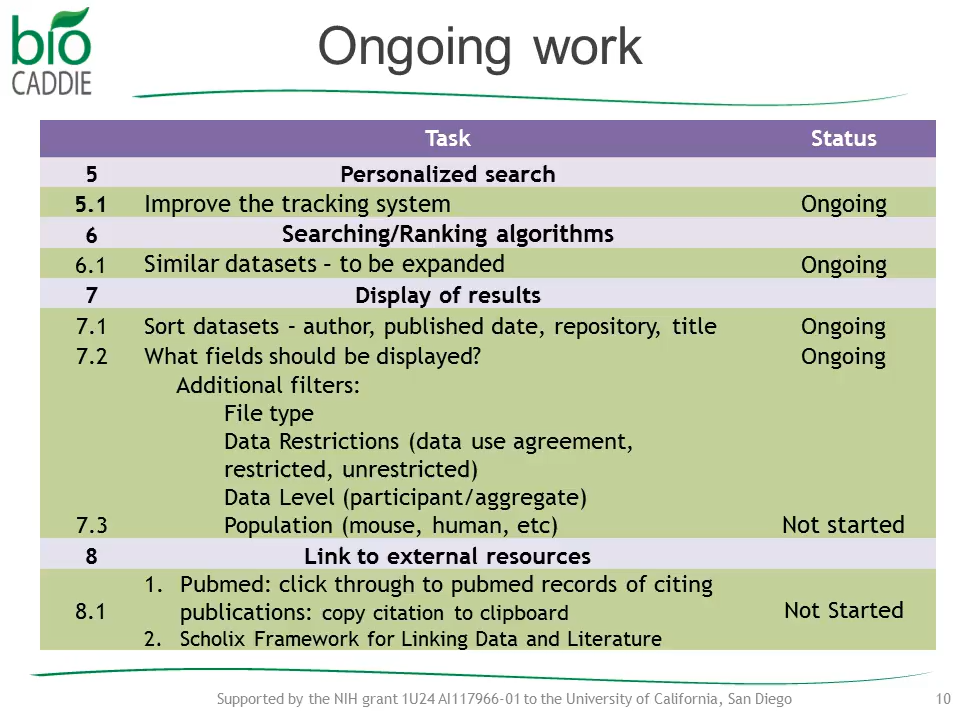 bio
CADDIE
Ongoing work
Task Status
5 Personalized search
5.1 Improve the tracking system Ongoing
6 Searching/Ranking algorithms
6.1 Similar datasets – to be expanded Ongoing
7 Display of results
7.1 Sort datasets – author, published date, repository, title Ongoing
7.2 What fields should be displayed? Ongoing
Additional filters:
File type
Data Restrictions (data use agreement,
restricted, unrestricted)
Data Level (participant/aggregate)
7.3 Population (mouse, human, etc) Not started
8 Link to external resources
1. Pubmed: click through to pubmed records of citing
8.1 publications: copy citation to clipboard Not Started
2. Scholix Framework for Linking Data and Literature
Supported by the NIH grant 1U24 AI117966-01 to the University of California, San Diego 10